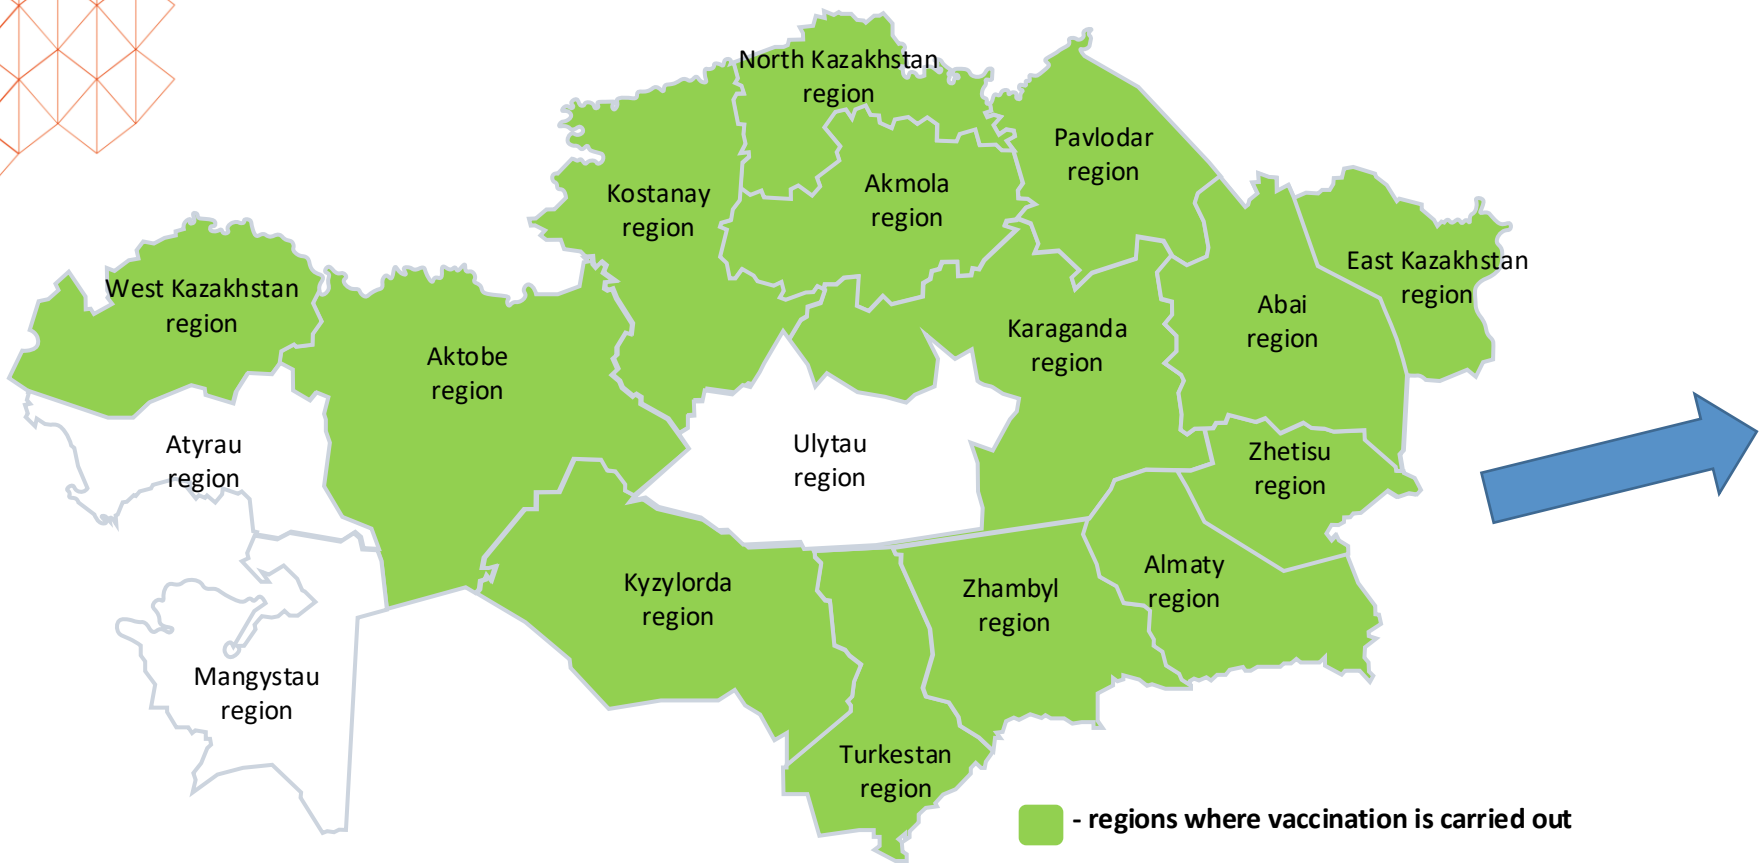 North Kazakhstan
region
Pavlodar
region
Kostanay
region
Akmola
region
East Kazakhstan
region
West Kazakhstan
region
Abai
region
Karaganda
region
Aktobe
region
Atyrau
region
Ulytau
region
Zhetisu
region
Almaty
region
Kyzylorda
region
Zhambyl
region
Mangystau
region
Turkestan
region
- regions where vaccination is carried out